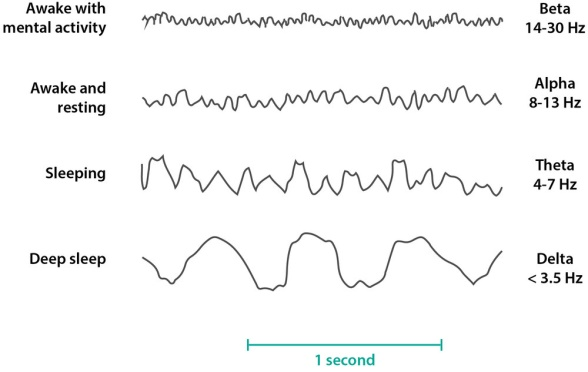 Awake with
mental activity
Beta
14-30 Hz
Awake and
resting
Alpha
8-13 Hz
Sleeping
Theta
4-7 Hz
Deep sleep
Delta
< 3.5 Hz
1 second